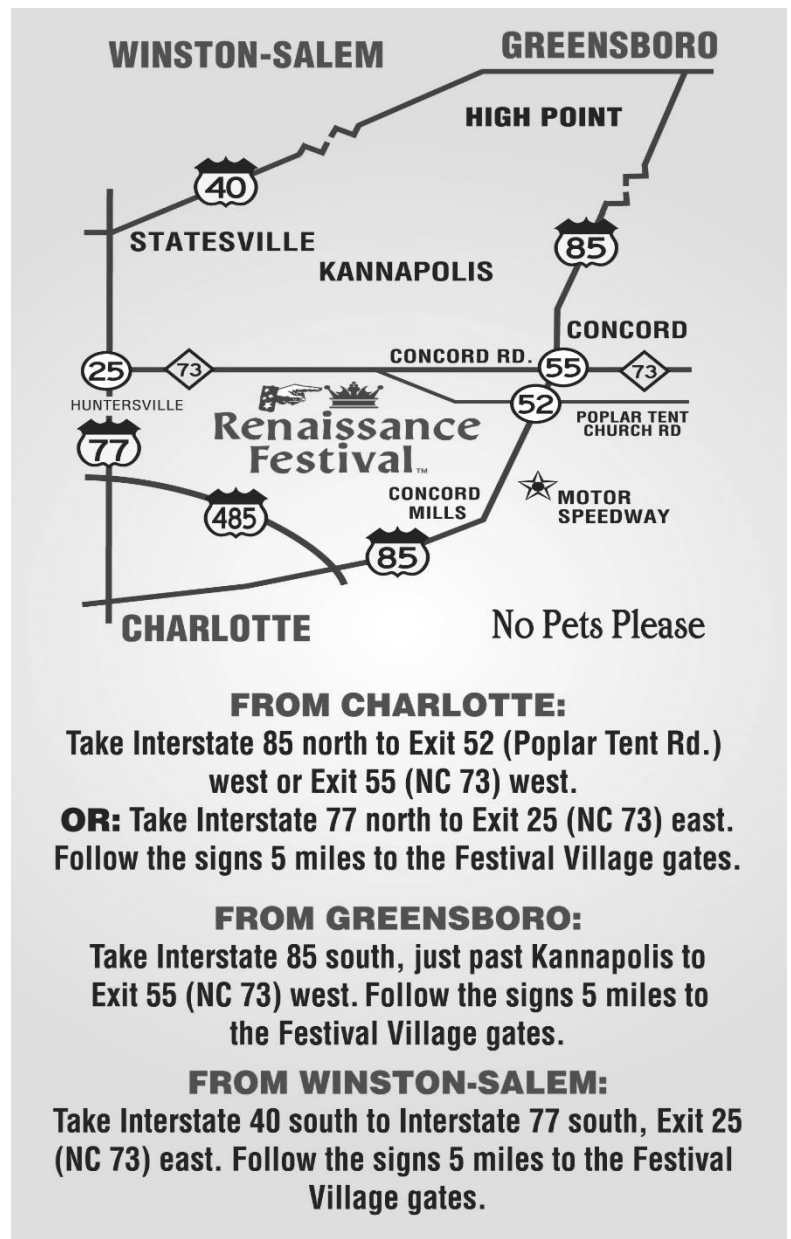 WINSTON-SALEM
GREENSBORO
HIGH POINT
40
STATESVILLE
85
KANNAPOLIS
CONCORD
CONCORD RD.
25
73
55
73
HUNTERSVILLE
52
POPLAR TENT
CHURCH RD
Renaissance
Festival™
77
CONCORD
MILLS
MOTOR
SPEEDWAY
485
85
CHARLOTTE
No Pets Please
FROM CHARLOTTE:
Take Interstate 85 north to Exit 52 (Poplar Tent Rd.)
west or Exit 55 (NC 73) west.
OR: Take Interstate 77 north to Exit 25 (NC 73) east.
Follow the signs 5 miles to the Festival Village gates.
FROM GREENSBORO:
Take Interstate 85 south, just past Kannapolis to
Exit 55 (NC 73) west. Follow the signs 5 miles to
the Festival Village gates.
FROM WINSTON-SALEM:
Take Interstate 40 south to Interstate 77 south, Exit 25
(NC 73) east. Follow the signs 5 miles to the Festival
Village gates.